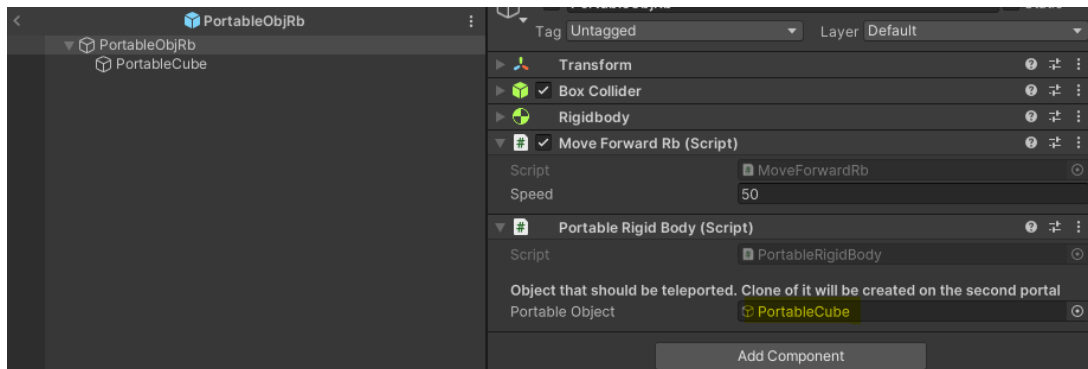 PortableObjRb
PortableObjRb
PortableCube
Tag Untagged Layer Default
Transform
Box Collider
Rigidbody
# Move Forward Rb (Script)
Script MoveForwardRb
Speed 50
# Portable Rigid Body (Script)
Script PortableRigidBody
Object that should be teleported. Clone of it will be created on the second portal
Portable Object PortableCube
Add Component